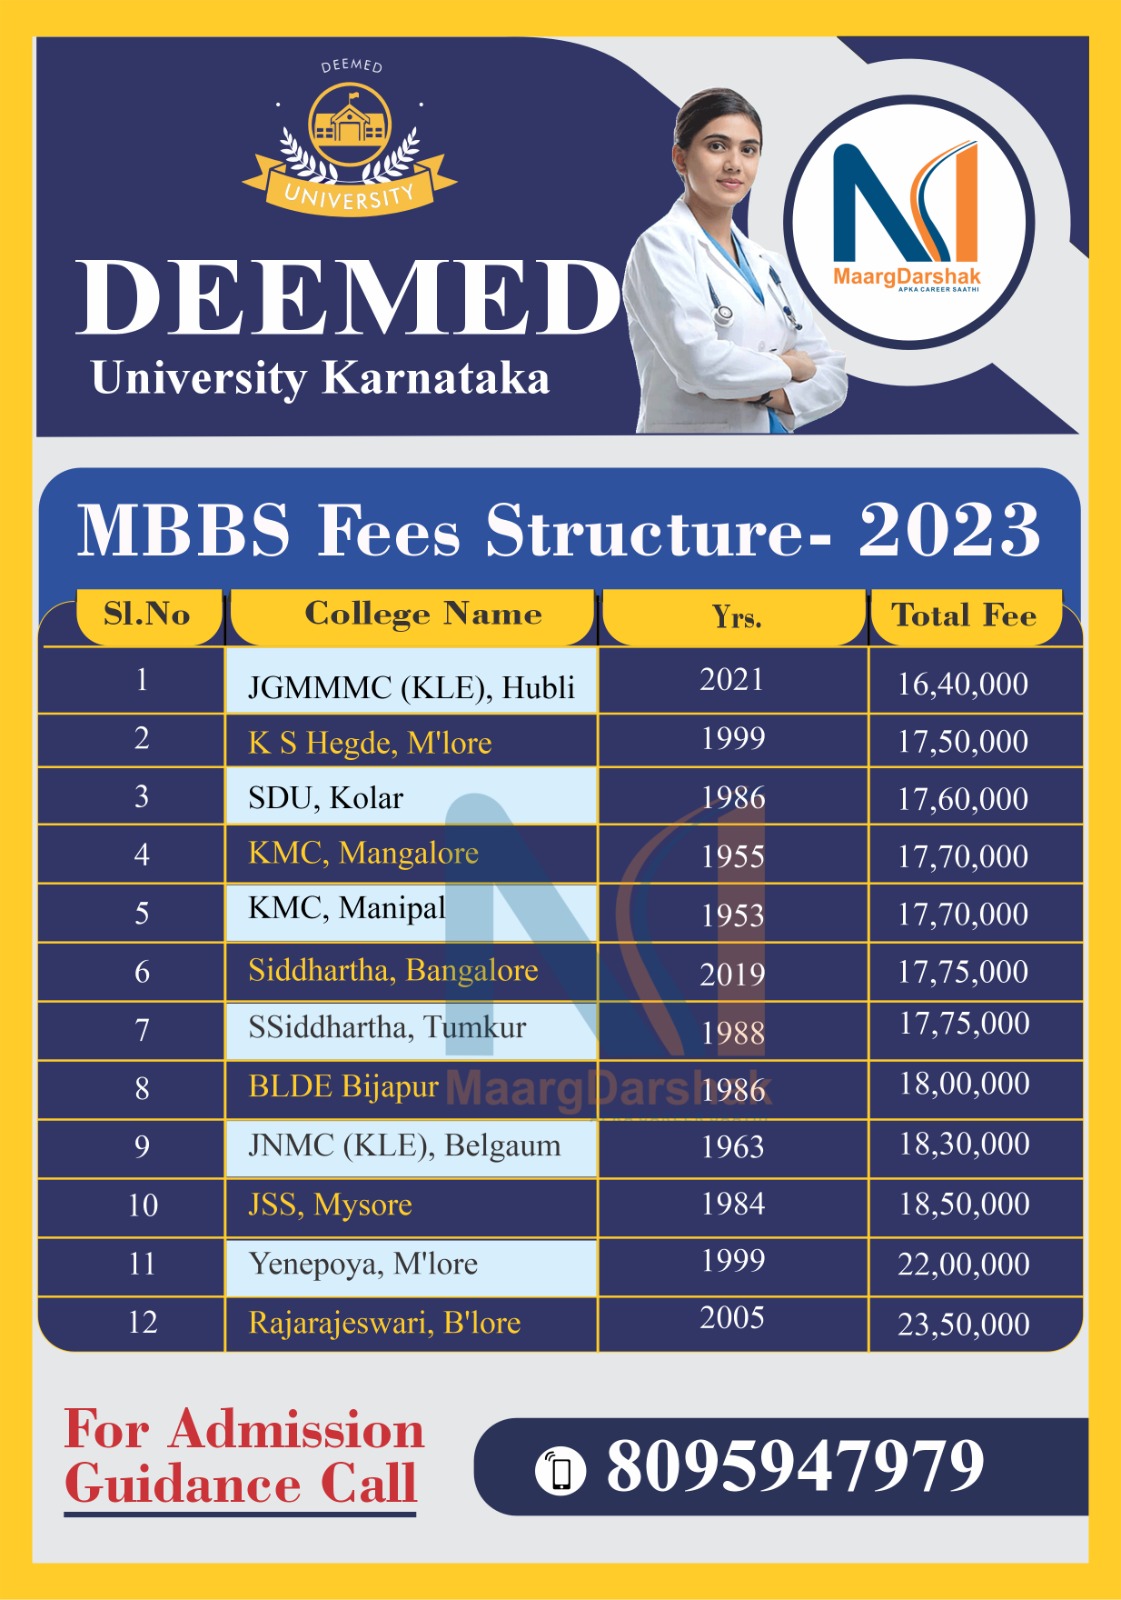 DEEMED
UNIVERSITY
DEEMED
University Karnataka
MaargDarshak
APKA CAREER SAATHI
MBBS Fees Structure- 2023
Sl.No College Name Yrs. Total Fee
1 JGMMMC (KLE), Hubli 2021 16,40,000
2 K S Hegde, M'lore 1999 17,50,000
3 SDU, Kolar 1986 17,60,000
4 KMC, Mangalore 1955 17,70,000
5 KMC, Manipal 1953 17,70,000
6 Siddhartha, Bangalore 2019 17,75,000
7 SSiddhartha, Tumkur 1988 17,75,000
8 BLDE Bijapur 1986 18,00,000
MaargDarshak
9 JNMC (KLE), Belgaum 1963 18,30,000
10 JSS, Mysore 1984 18,50,000
11 Yenepoya, M'lore 1999 22,00,000
12 Rajarajeswari, B'lore 2005 23,50,000
For Admission
Guidance Call
8095947979